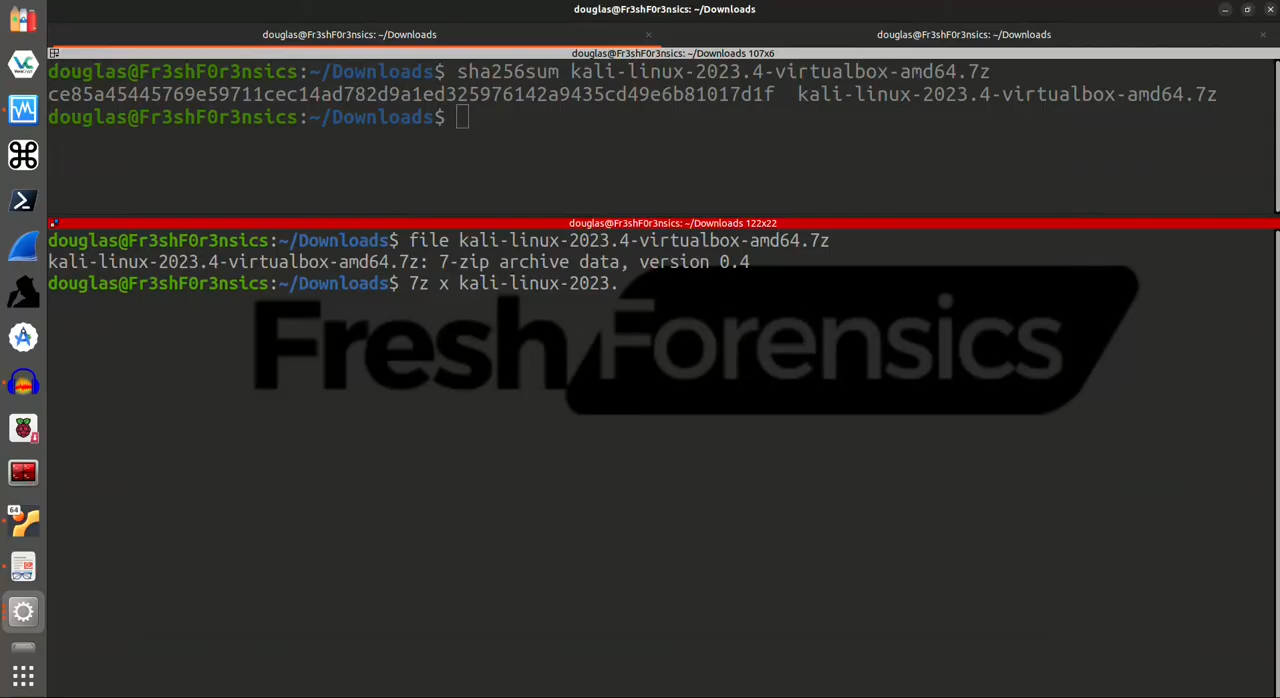 douglas@Fr3shF0r3nsics: ~/Downloads
douglas@Fr3shF0r3nsics: ~/Downloads
douglas@Fr3shF0r3nsics: ~/Downloads
douglas@Fr3shF0r3nsics: ~/Downloads 107x6
douglas@Fr3shF0r3nsics:~/Downloads$ sha256sum kali-linux-2023.4-virtualbox-amd64.7z
ce85a45445769e59711cec14ad782d9a1ed325976142a9435cd49e6b81017d1f  kali-linux-2023.4-virtualbox-amd64.7z
douglas@Fr3shF0r3nsics:~/Downloads$
douglas@Fr3shF0r3nsics: ~/Downloads 122x22
douglas@Fr3shF0r3nsics:~/Downloads$ file kali-linux-2023.4-virtualbox-amd64.7z
kali-linux-2023.4-virtualbox-amd64.7z: 7-zip archive data, version 0.4
douglas@Fr3shF0r3nsics:~/Downloads$ 7z x kali-linux-2023.
FreshForensics
64